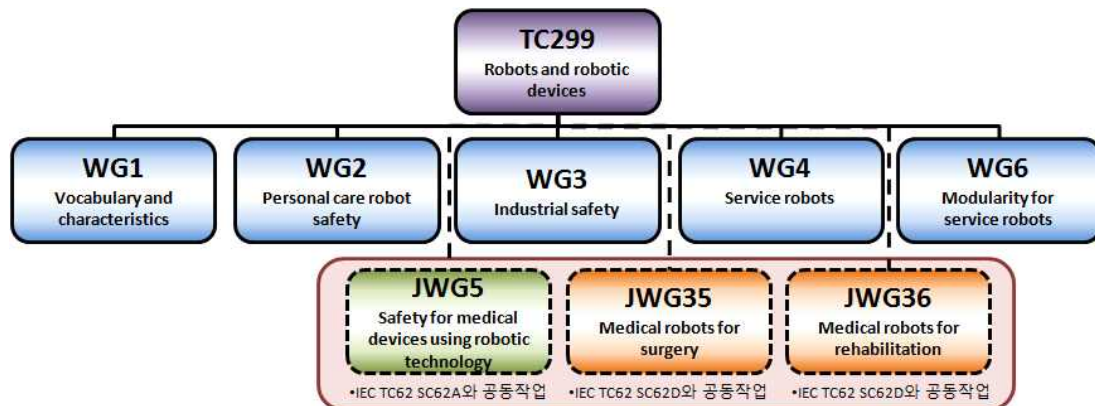 TC299
Robots and robotic
devices
WG1
Vocabulary and
characteristics
WG2
Personal care robot
safety
WG3
Industrial safety
WG4
Service robots
WG6
Modularity for
service robots
JWG5
Safety for medical
devices using robotic
technology
JWG35
Medical robots for
surgery
JWG36
Medical robots for
rehabilitation
•IEC TC62 SC62A와 공동작업
•IEC TC62 SC62D와 공동작업
•IEC TC62 SC62D와 공동작업